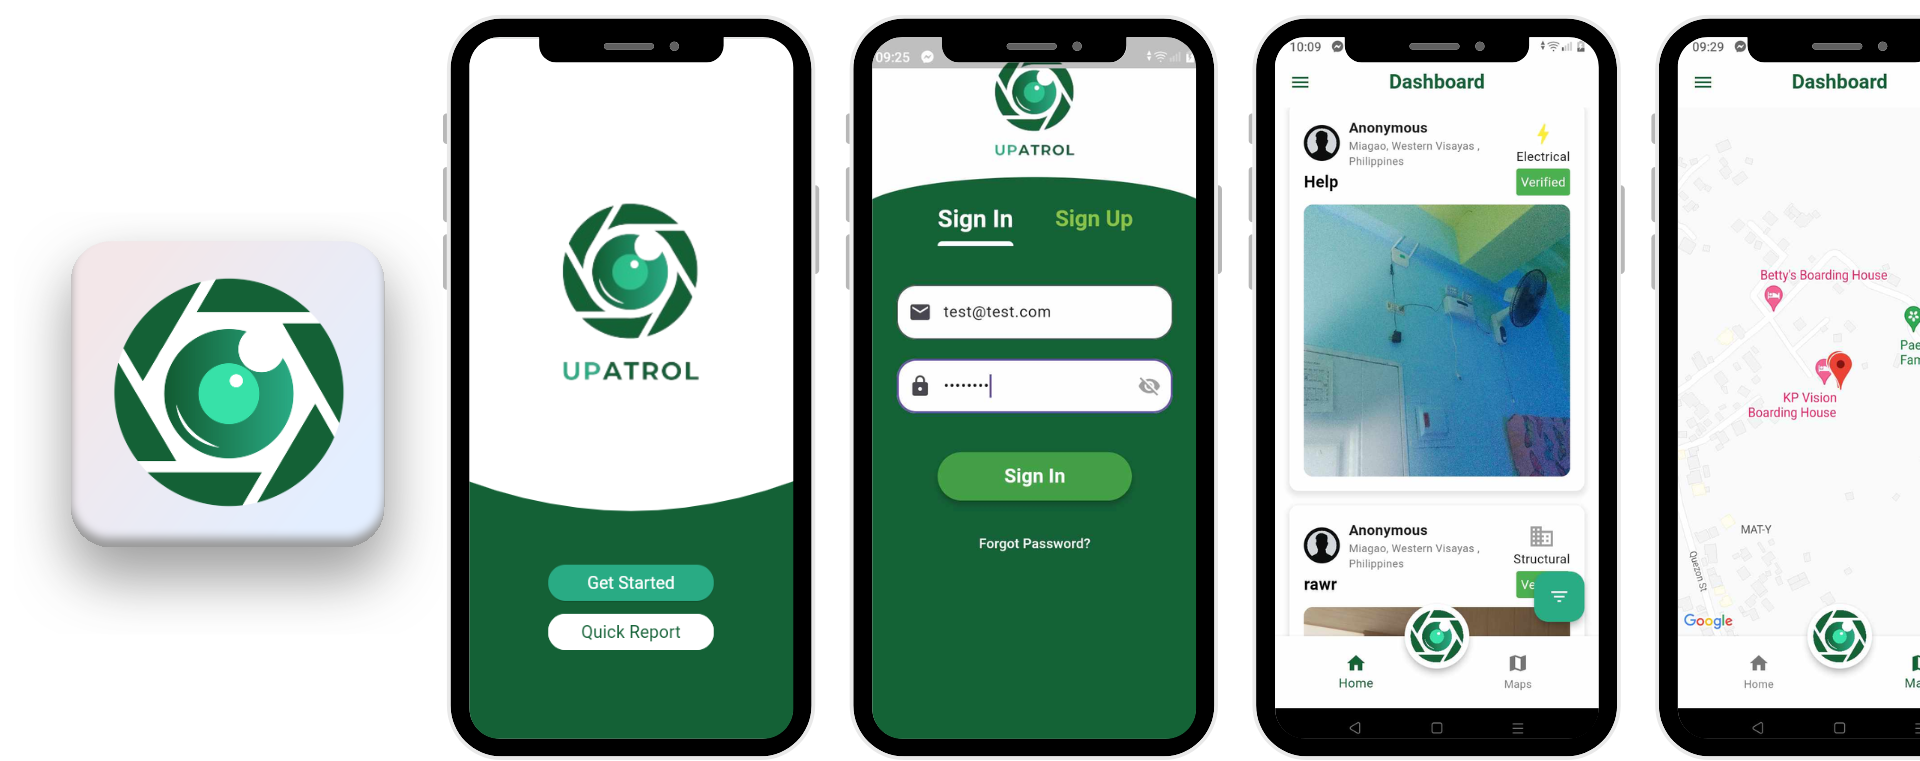 UPATROL
Get Started
Quick Report
09:25
UPATROL
Sign In Sign Up
test@test.com
••••••••
Sign In
Forgot Password?
10:09
Dashboard
Anonymous
Miagao, Western Visayas ,
Philippines
Electrical
Help
Verified
Anonymous
Miagao, Western Visayas ,
Philippines
Structural
rawr
Ve
Home
Maps
09:29
Dashboard
Betty's Boarding House
Pae
Fam
KP Vision
Boarding House
MAT-Y
Quezon St
Google
Home
Ma